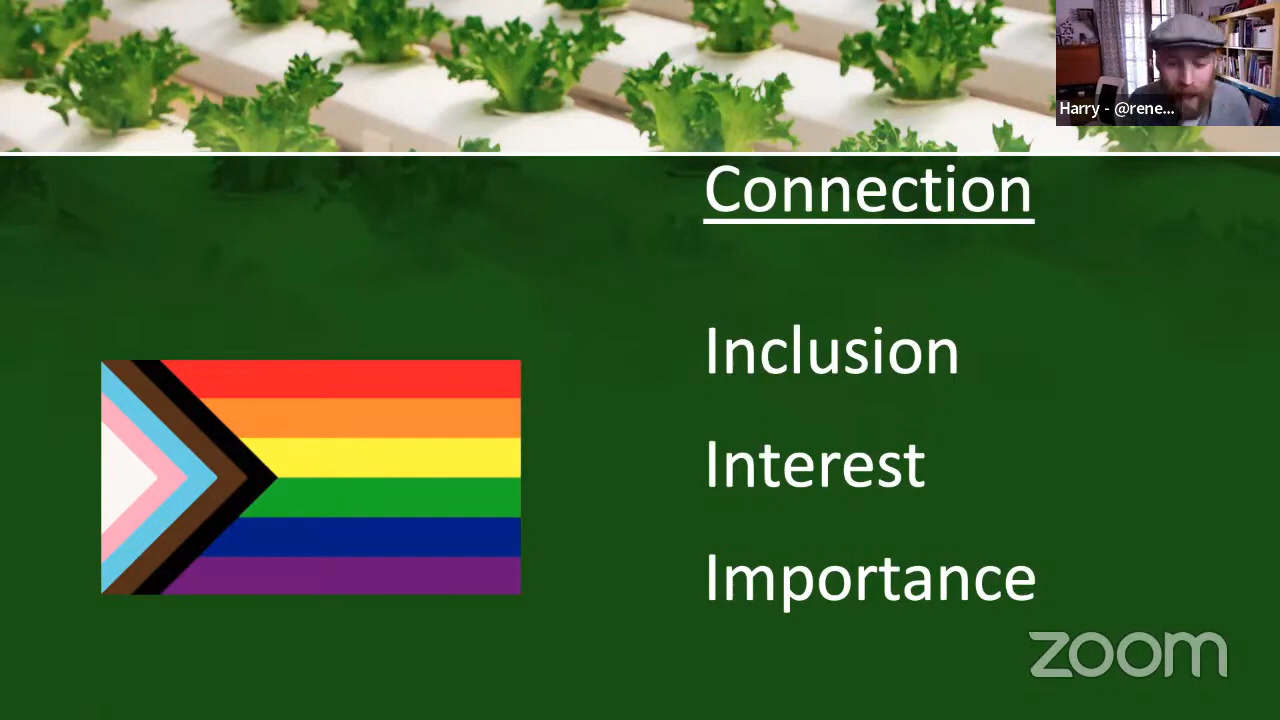 Harry - @rene...
Connection
Inclusion
Interest
Importance
zoom